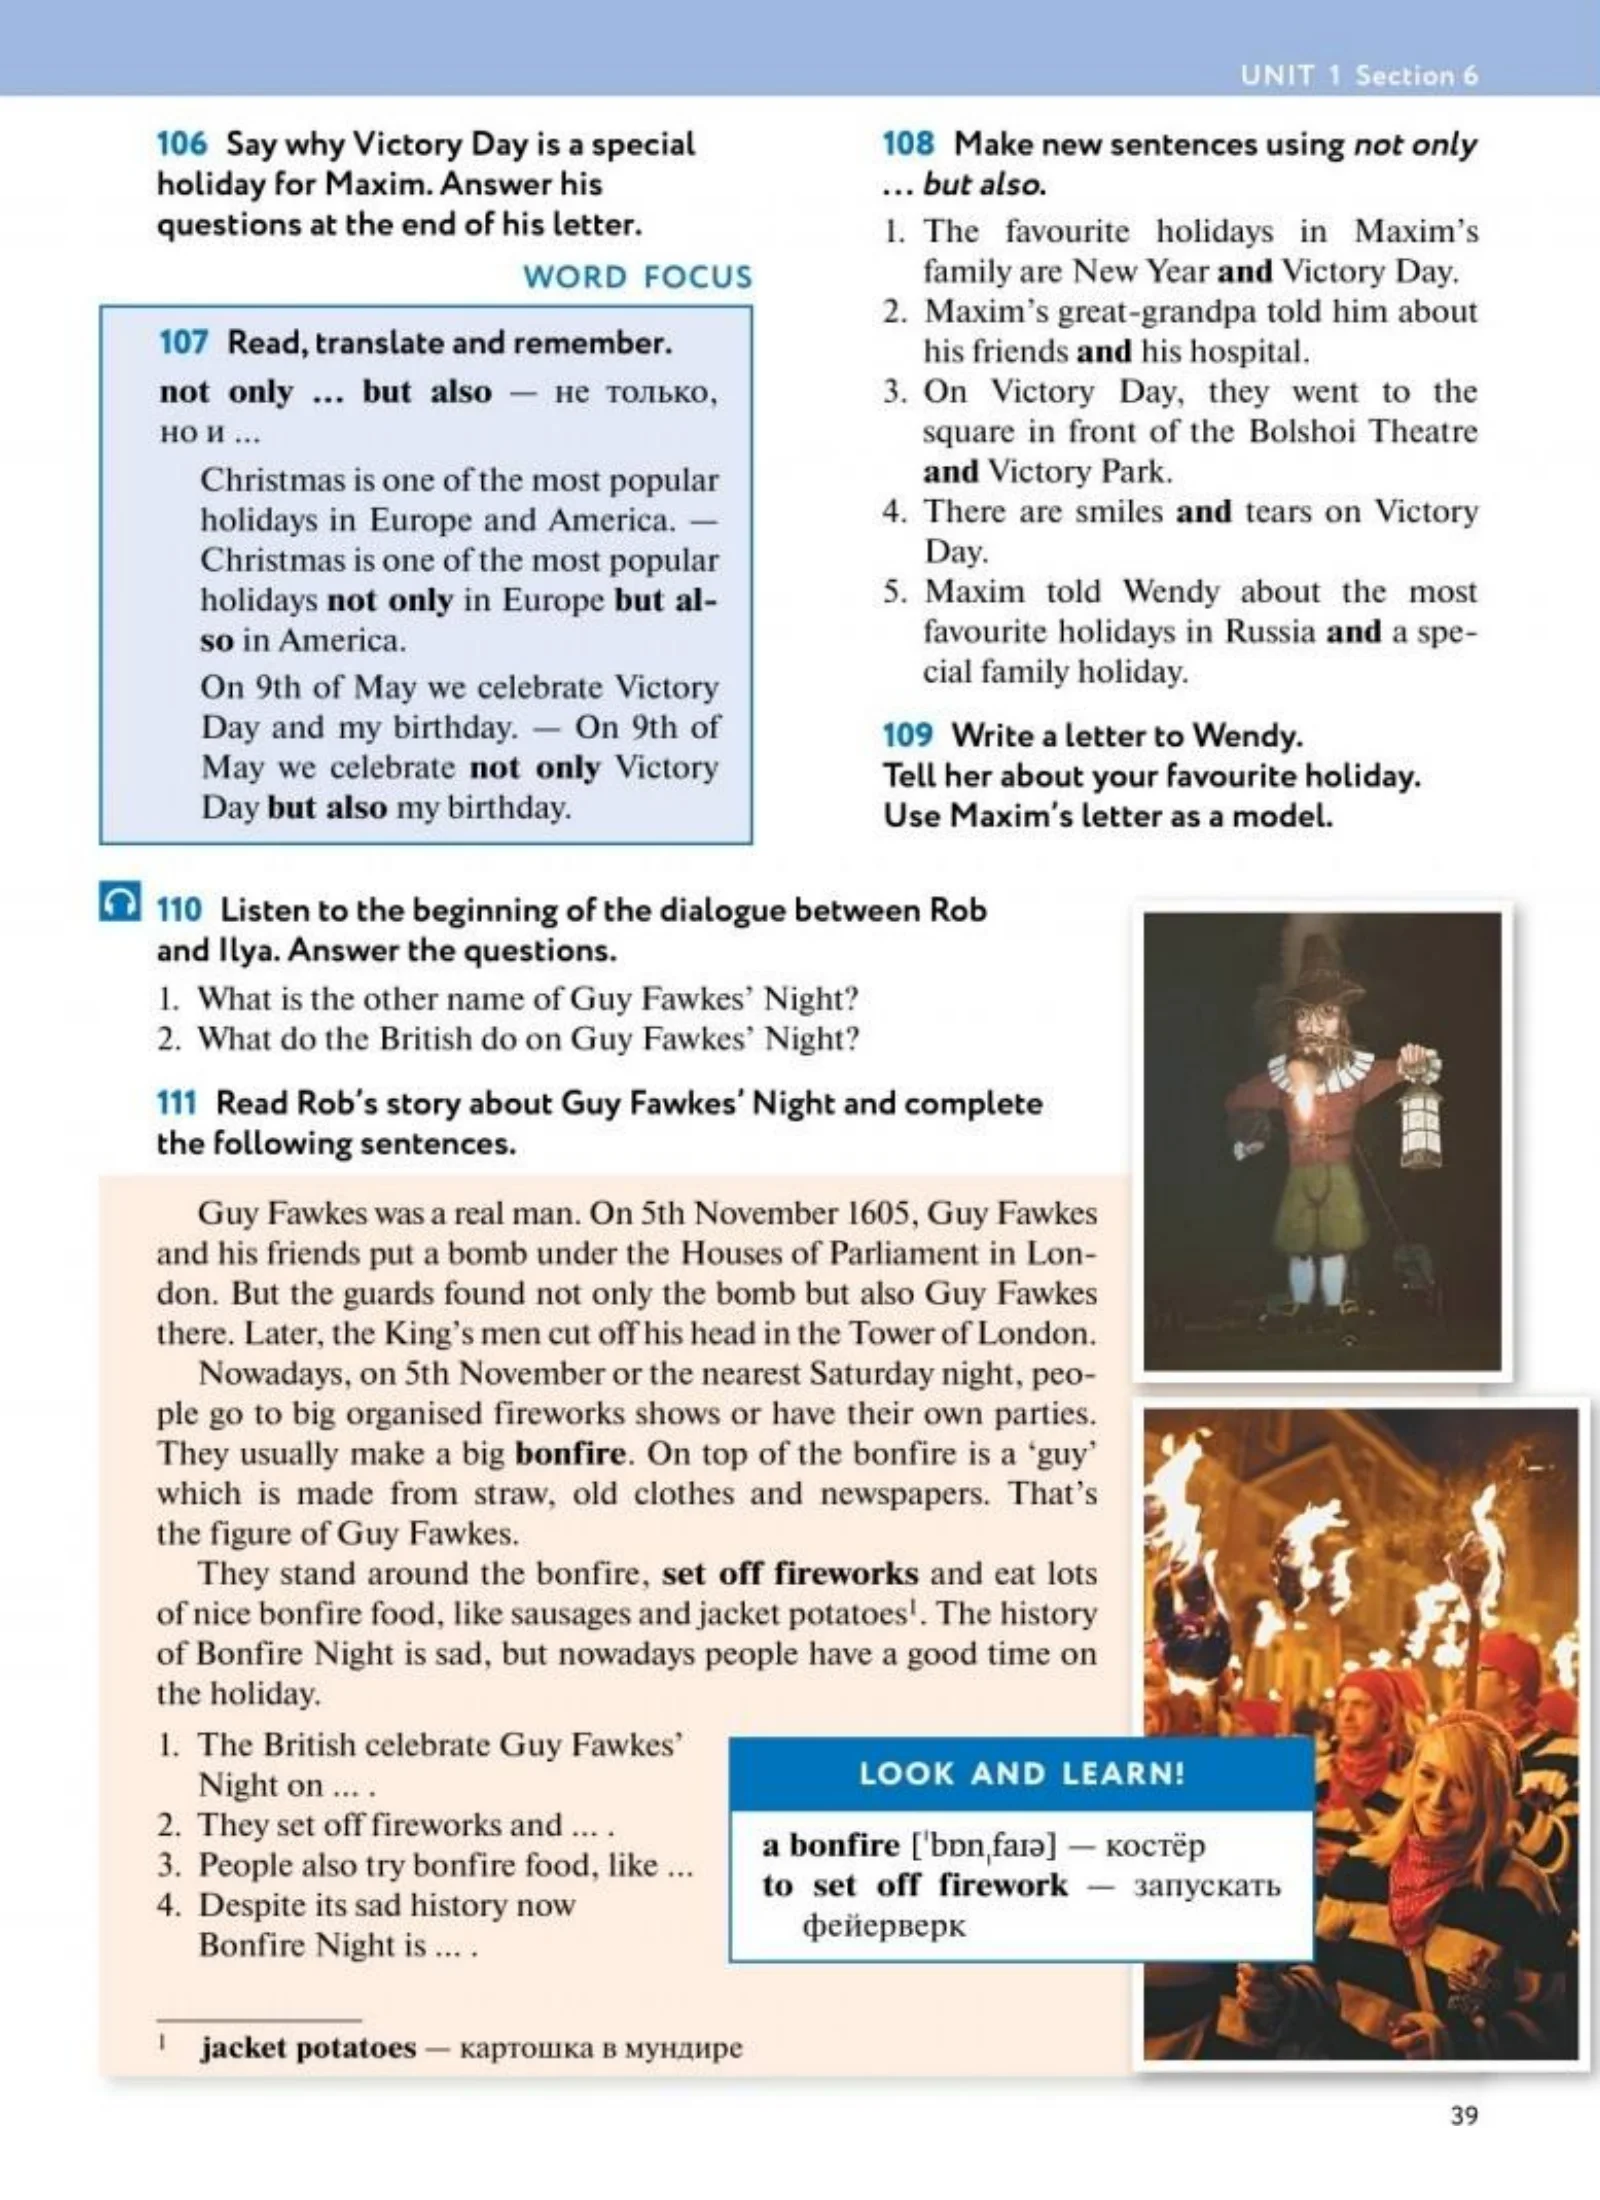 UNIT 1 Section 6
106 Say why Victory Day is a special
holiday for Maxim. Answer his
questions at the end of his letter.
WORD FOCUS
107 Read, translate and remember.
not only ... but also — не только,
но и ...
Christmas is one of the most popular
holidays in Europe and America. —
Christmas is one of the most popular
holidays not only in Europe but al-
so in America.
On 9th of May we celebrate Victory
Day and my birthday. — On 9th of
May we celebrate not only Victory
Day but also my birthday.
108 Make new sentences using not only
... but also.
1. The favourite holidays in Maxim's
family are New Year and Victory Day.
2. Maxim's great-grandpa told him about
his friends and his hospital.
3. On Victory Day, they went to the
square in front of the Bolshoi Theatre
and Victory Park.
4. There are smiles and tears on Victory
Day.
5. Maxim told Wendy about the most
favourite holidays in Russia and a spe-
cial family holiday.
109 Write a letter to Wendy.
Tell her about your favourite holiday.
Use Maxim's letter as a model.
110 Listen to the beginning of the dialogue between Rob
and Ilya. Answer the questions.
1. What is the other name of Guy Fawkes' Night?
2. What do the British do on Guy Fawkes' Night?
111 Read Rob's story about Guy Fawkes' Night and complete
the following sentences.
Guy Fawkes was a real man. On 5th November 1605, Guy Fawkes
and his friends put a bomb under the Houses of Parliament in Lon-
don. But the guards found not only the bomb but also Guy Fawkes
there. Later, the King's men cut off his head in the Tower of London.
Nowadays, on 5th November or the nearest Saturday night, peo-
ple go to big organised fireworks shows or have their own parties.
They usually make a big bonfire. On top of the bonfire is a 'guy'
which is made from straw, old clothes and newspapers. That's
the figure of Guy Fawkes.
They stand around the bonfire, set off fireworks and eat lots
of nice bonfire food, like sausages and jacket potatoes¹. The history
of Bonfire Night is sad, but nowadays people have a good time on
the holiday.
1. The British celebrate Guy Fawkes'
Night on ... .
2. They set off fireworks and ... .
3. People also try bonfire food, like ...
4. Despite its sad history now
Bonfire Night is ... .
LOOK AND LEARN!
a bonfire [ˈbɒnˌfaɪə] — костёр
to set off firework — запускать
фейерверк
¹ jacket potatoes — картошка в мундире
39